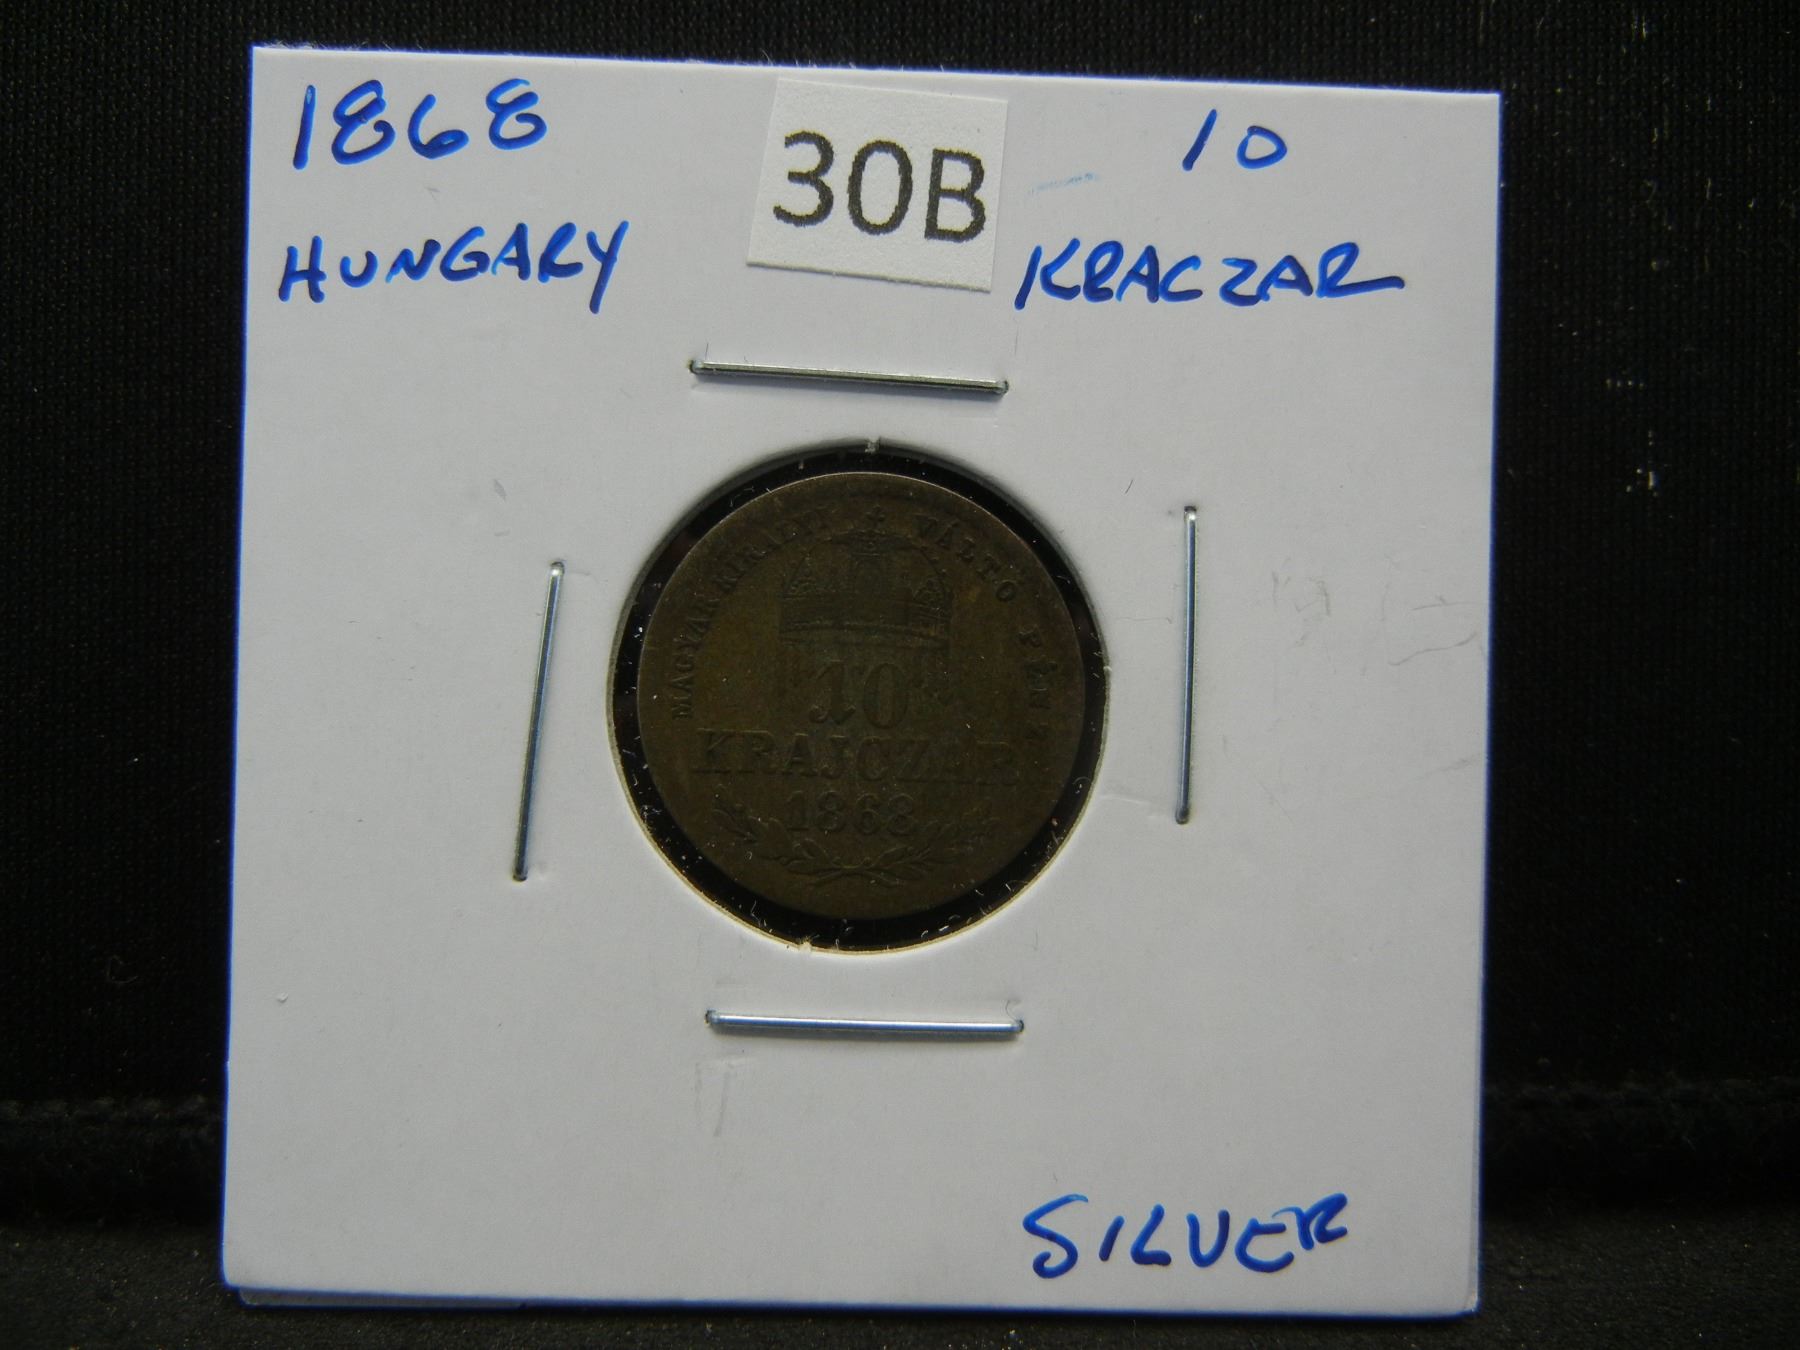 1868
HUNGARY
30B
10
KRACZAR
MAGYAR KIRÁLYI ✦ VÁLTÓ PÉNZ
10
KRAJCZÁR
1868
SILVER